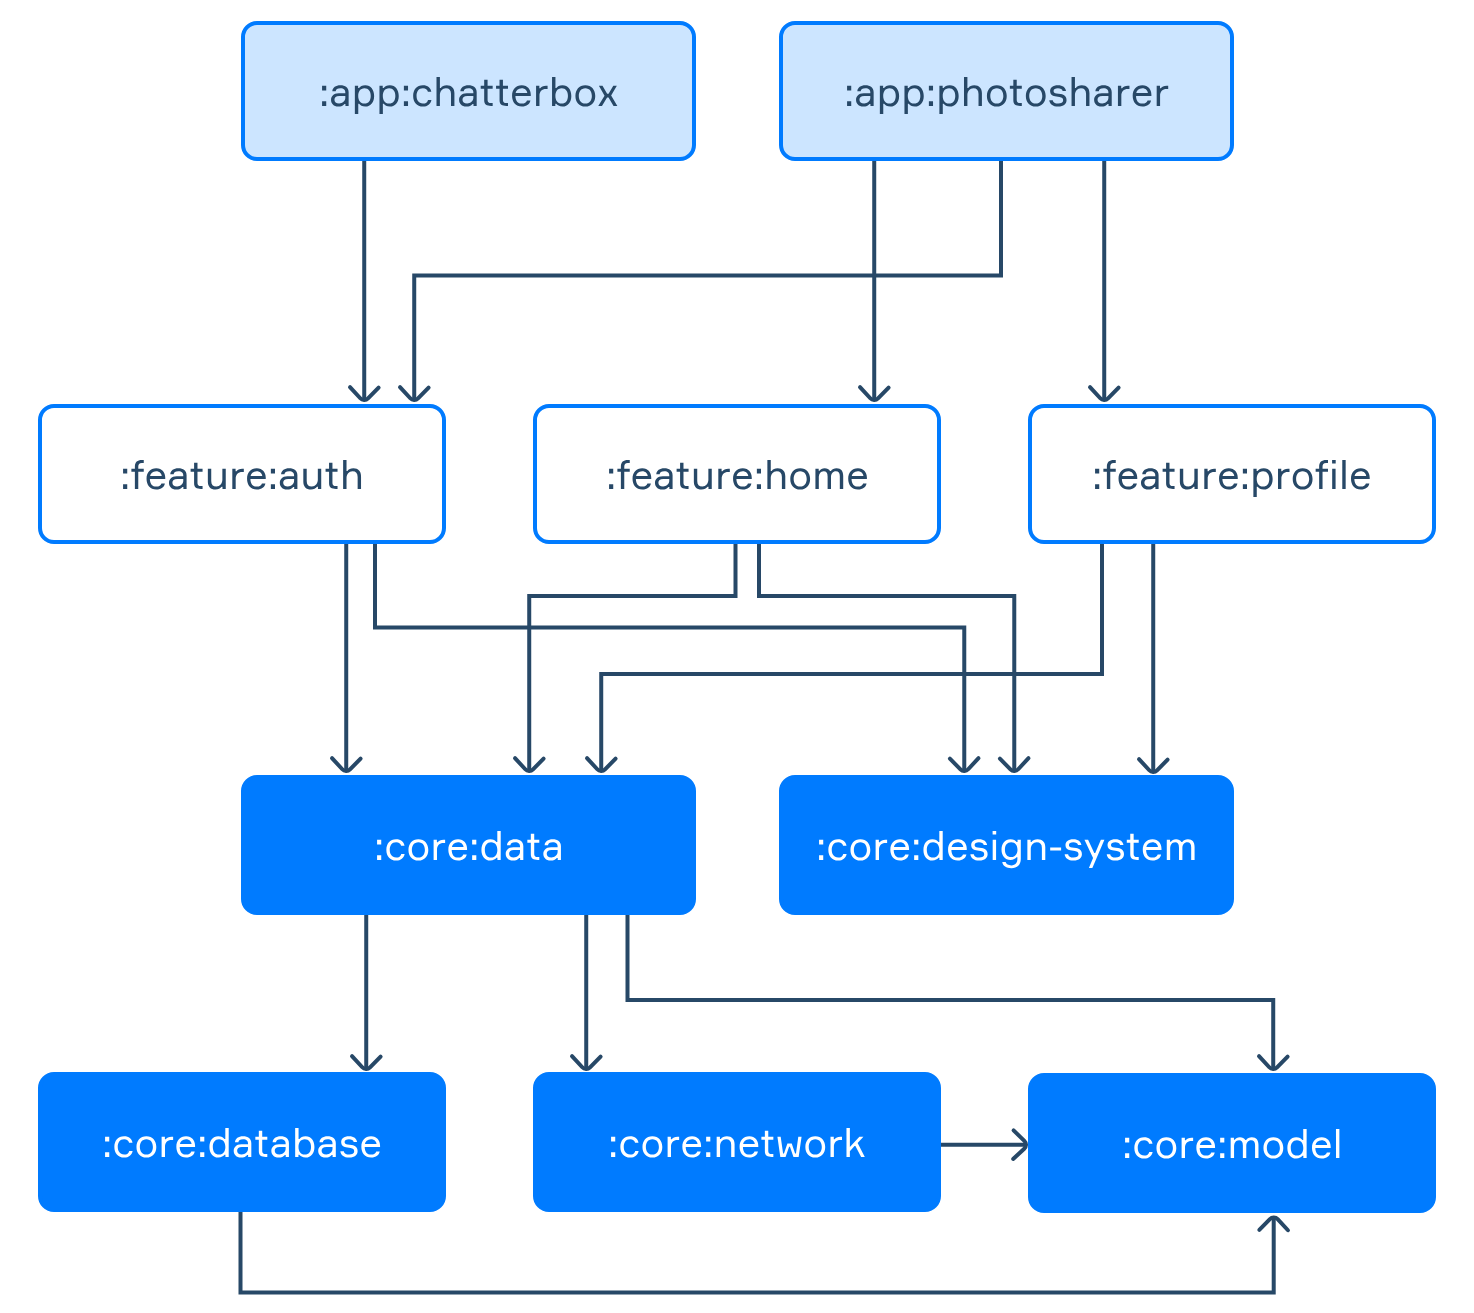 :app:chatterbox
:app:photosharer
:feature:auth
:feature:home
:feature:profile
:core:data
:core:design-system
:core:database
:core:network
:core:model